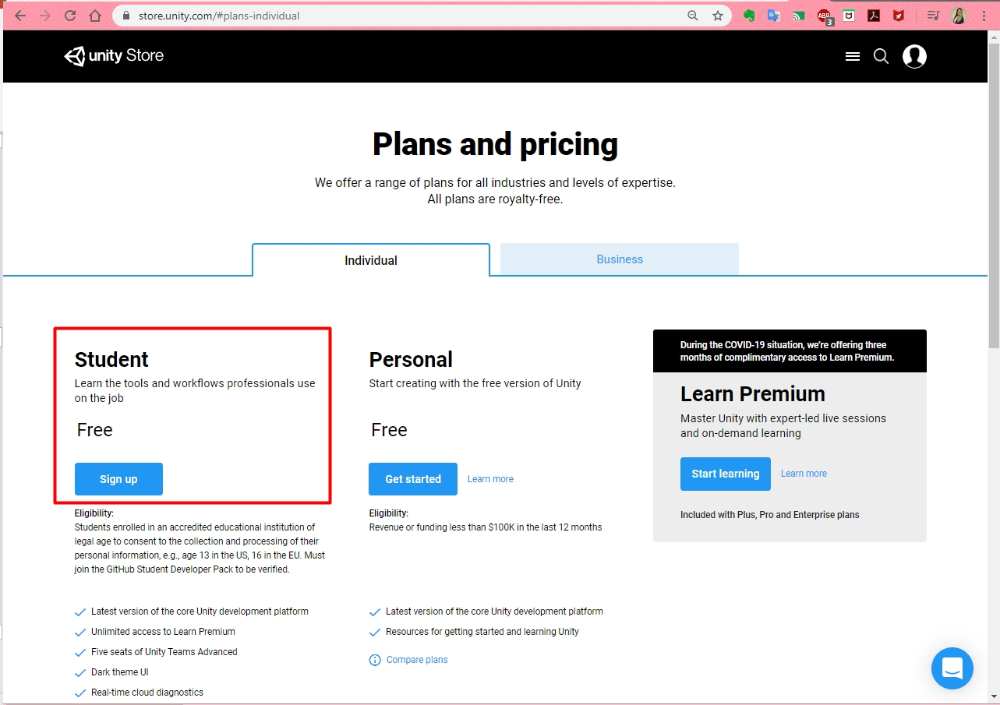 store.unity.com/#plans-individual
ABP
3
unity Store
Plans and pricing
We offer a range of plans for all industries and levels of expertise.
All plans are royalty-free.
Individual
Business
Student
Learn the tools and workflows professionals use
on the job
Free
Sign up
Eligibility:
Students enrolled in an accredited educational institution of
legal age to consent to the collection and processing of their
personal information, e.g., age 13 in the US, 16 in the EU. Must
join the GitHub Student Developer Pack to be verified.
Latest version of the core Unity development platform
Unlimited access to Learn Premium
Five seats of Unity Teams Advanced
Dark theme UI
Real-time cloud diagnostics
Personal
Start creating with the free version of Unity
Free
Get started
Learn more
Eligibility:
Revenue or funding less than $100K in the last 12 months
Latest version of the core Unity development platform
Resources for getting started and learning Unity
Compare plans
During the COVID-19 situation, we're offering three
months of complimentary access to Learn Premium.
Learn Premium
Master Unity with expert-led live sessions
and on-demand learning
Start learning
Learn more
Included with Plus, Pro and Enterprise plans